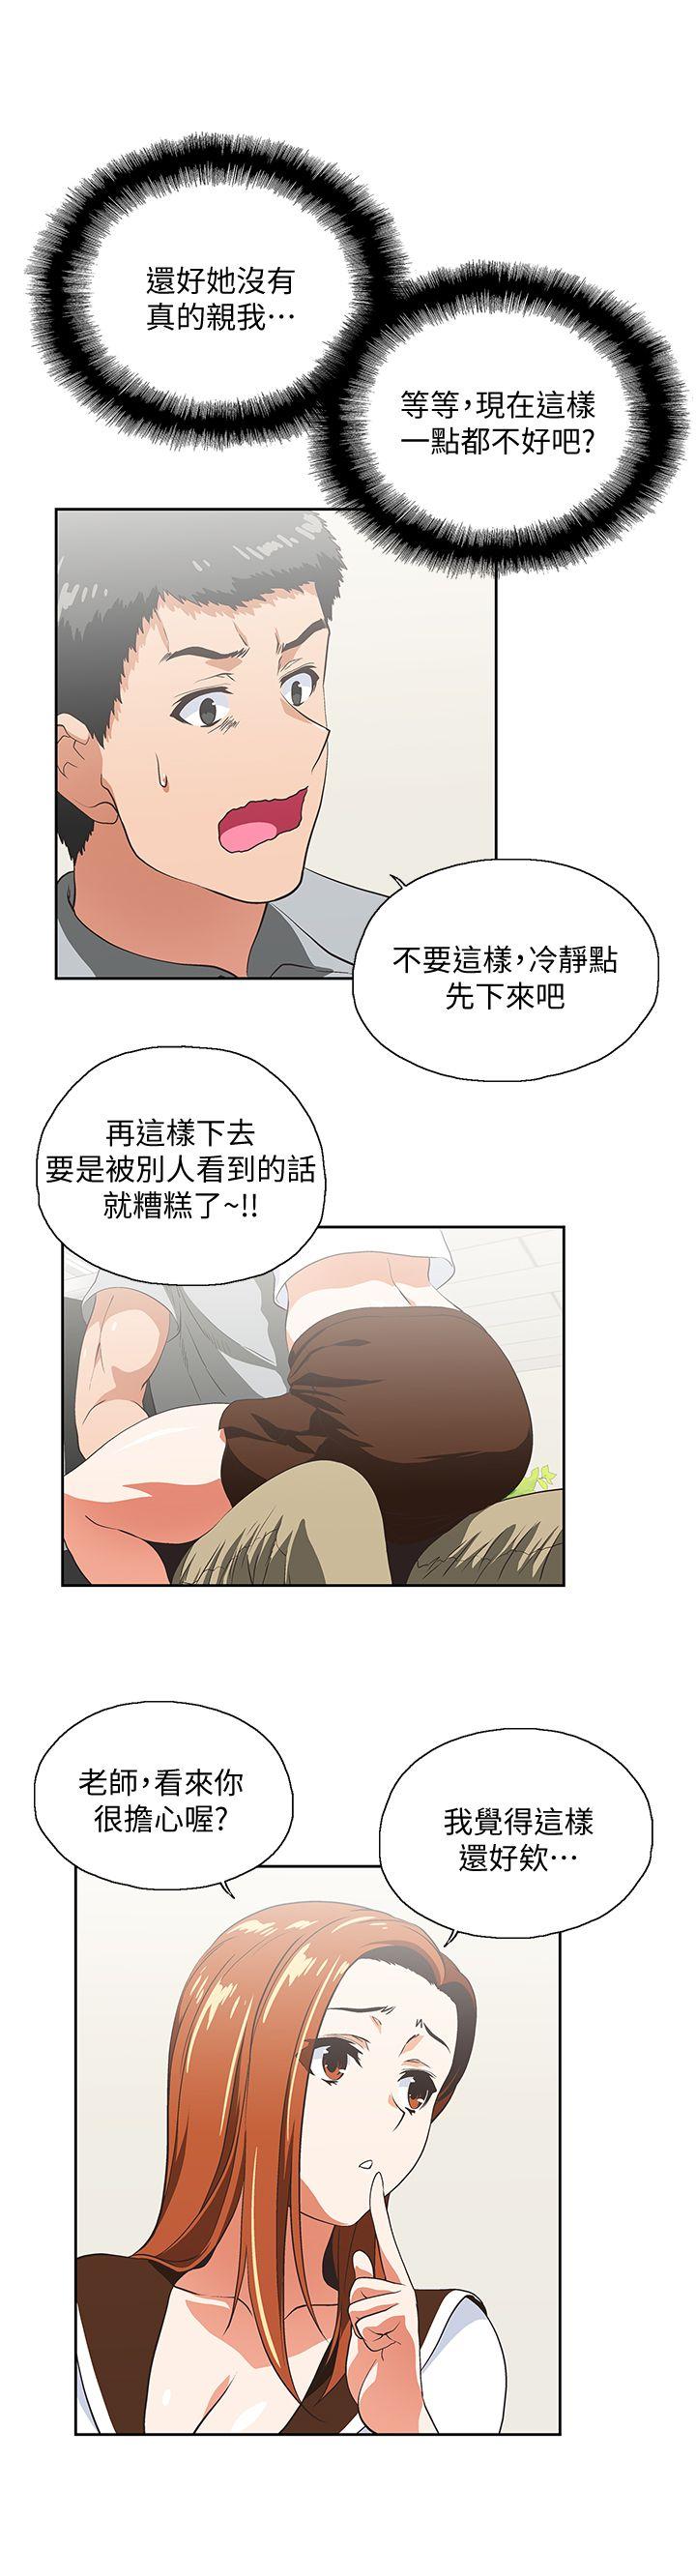 還好她沒有
真的親我⋯
等等，現在這樣
一點都不好吧?
不要這樣，冷靜點
先下來吧
再這樣下去
要是被別人看到的話
就糟糕了~!!
老師，看來你
很擔心喔?
我覺得這樣
還好欸⋯